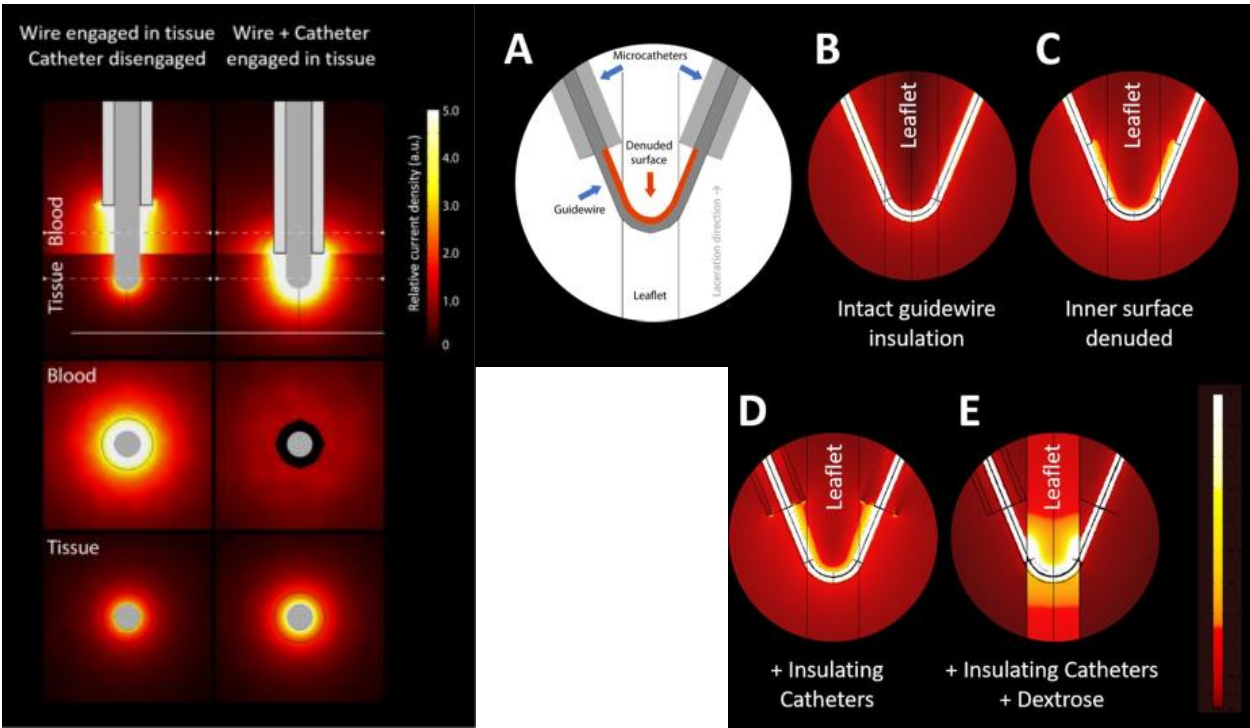 Wire engaged in tissue
Catheter disengaged
Wire + Catheter
engaged in tissue
Blood
Tissue
Relative current density (a.u.)
5.0
4.0
3.0
2.0
1.0
0
Blood
Tissue
A
Microcatheters
Denuded
surface
Guidewire
Laceration direction →
Leaflet
B
Leaflet
Intact guidewire
insulation
C
Leaflet
Inner surface
denuded
D
Leaflet
+ Insulating
Catheters
E
Leaflet
+ Insulating Catheters
+ Dextrose